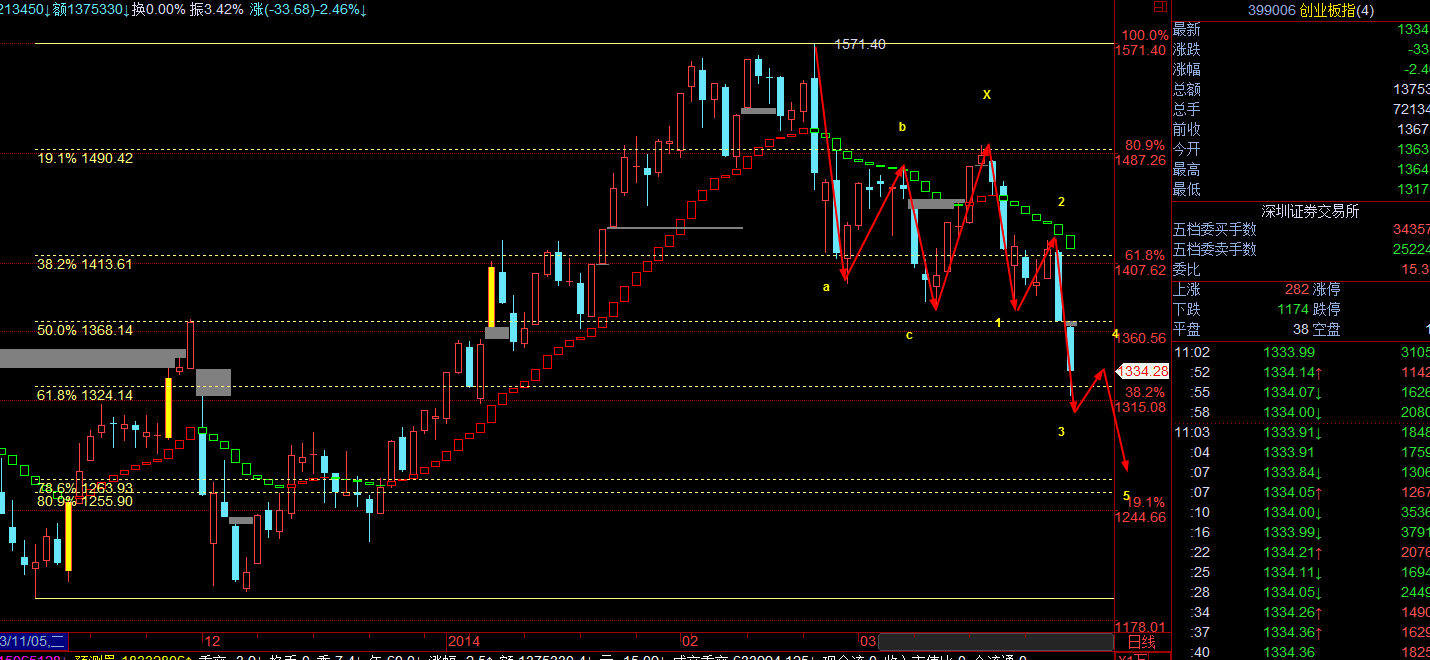 213450↓额1375330↓换0.00% 振3.42% 涨(-33.68)-2.46%↓
399006 创业板指(4)
100.0%
1571.40
1571.40
最新 1334
涨跌 -33
涨幅 -2.4
总额 13753
总手 72134
前收 1367
今开 1363
最高 1364
最低 1317
X
b
19.1% 1490.42
80.9%
1487.26
2
深圳证券交易所
五档委买手数 34357
五档委卖手数 25224
委比 15.3
38.2% 1413.61
61.8%
1407.62
a
上涨 282 涨停
下跌 1174 跌停
平盘 38 空盘 1
50.0% 1368.14
c
1
4
1360.56
11:02 1333.99 3105
:52 1334.14↑ 1142
:55 1334.07↓ 1626
:58 1334.00↓ 2080
11:03 1333.91↓ 1848
:04 1333.91 1759
:07 1333.84↓ 1306
:07 1334.05↑ 1267
:10 1334.00↓ 3536
:16 1333.99↓ 3791
:22 1334.21↑ 2076
:25 1334.11↓ 1694
:28 1334.05↓ 2449
:34 1334.26↑ 1490
:37 1334.36↑ 1629
:40 1334.36 1825
1334.28
61.8% 1324.14
38.2%
1315.08
3
78.6% 1263.93
80.9% 1255.90
5
19.1%
1244.66
1178.01
3/11/05,二
12
2014
02
03
日线